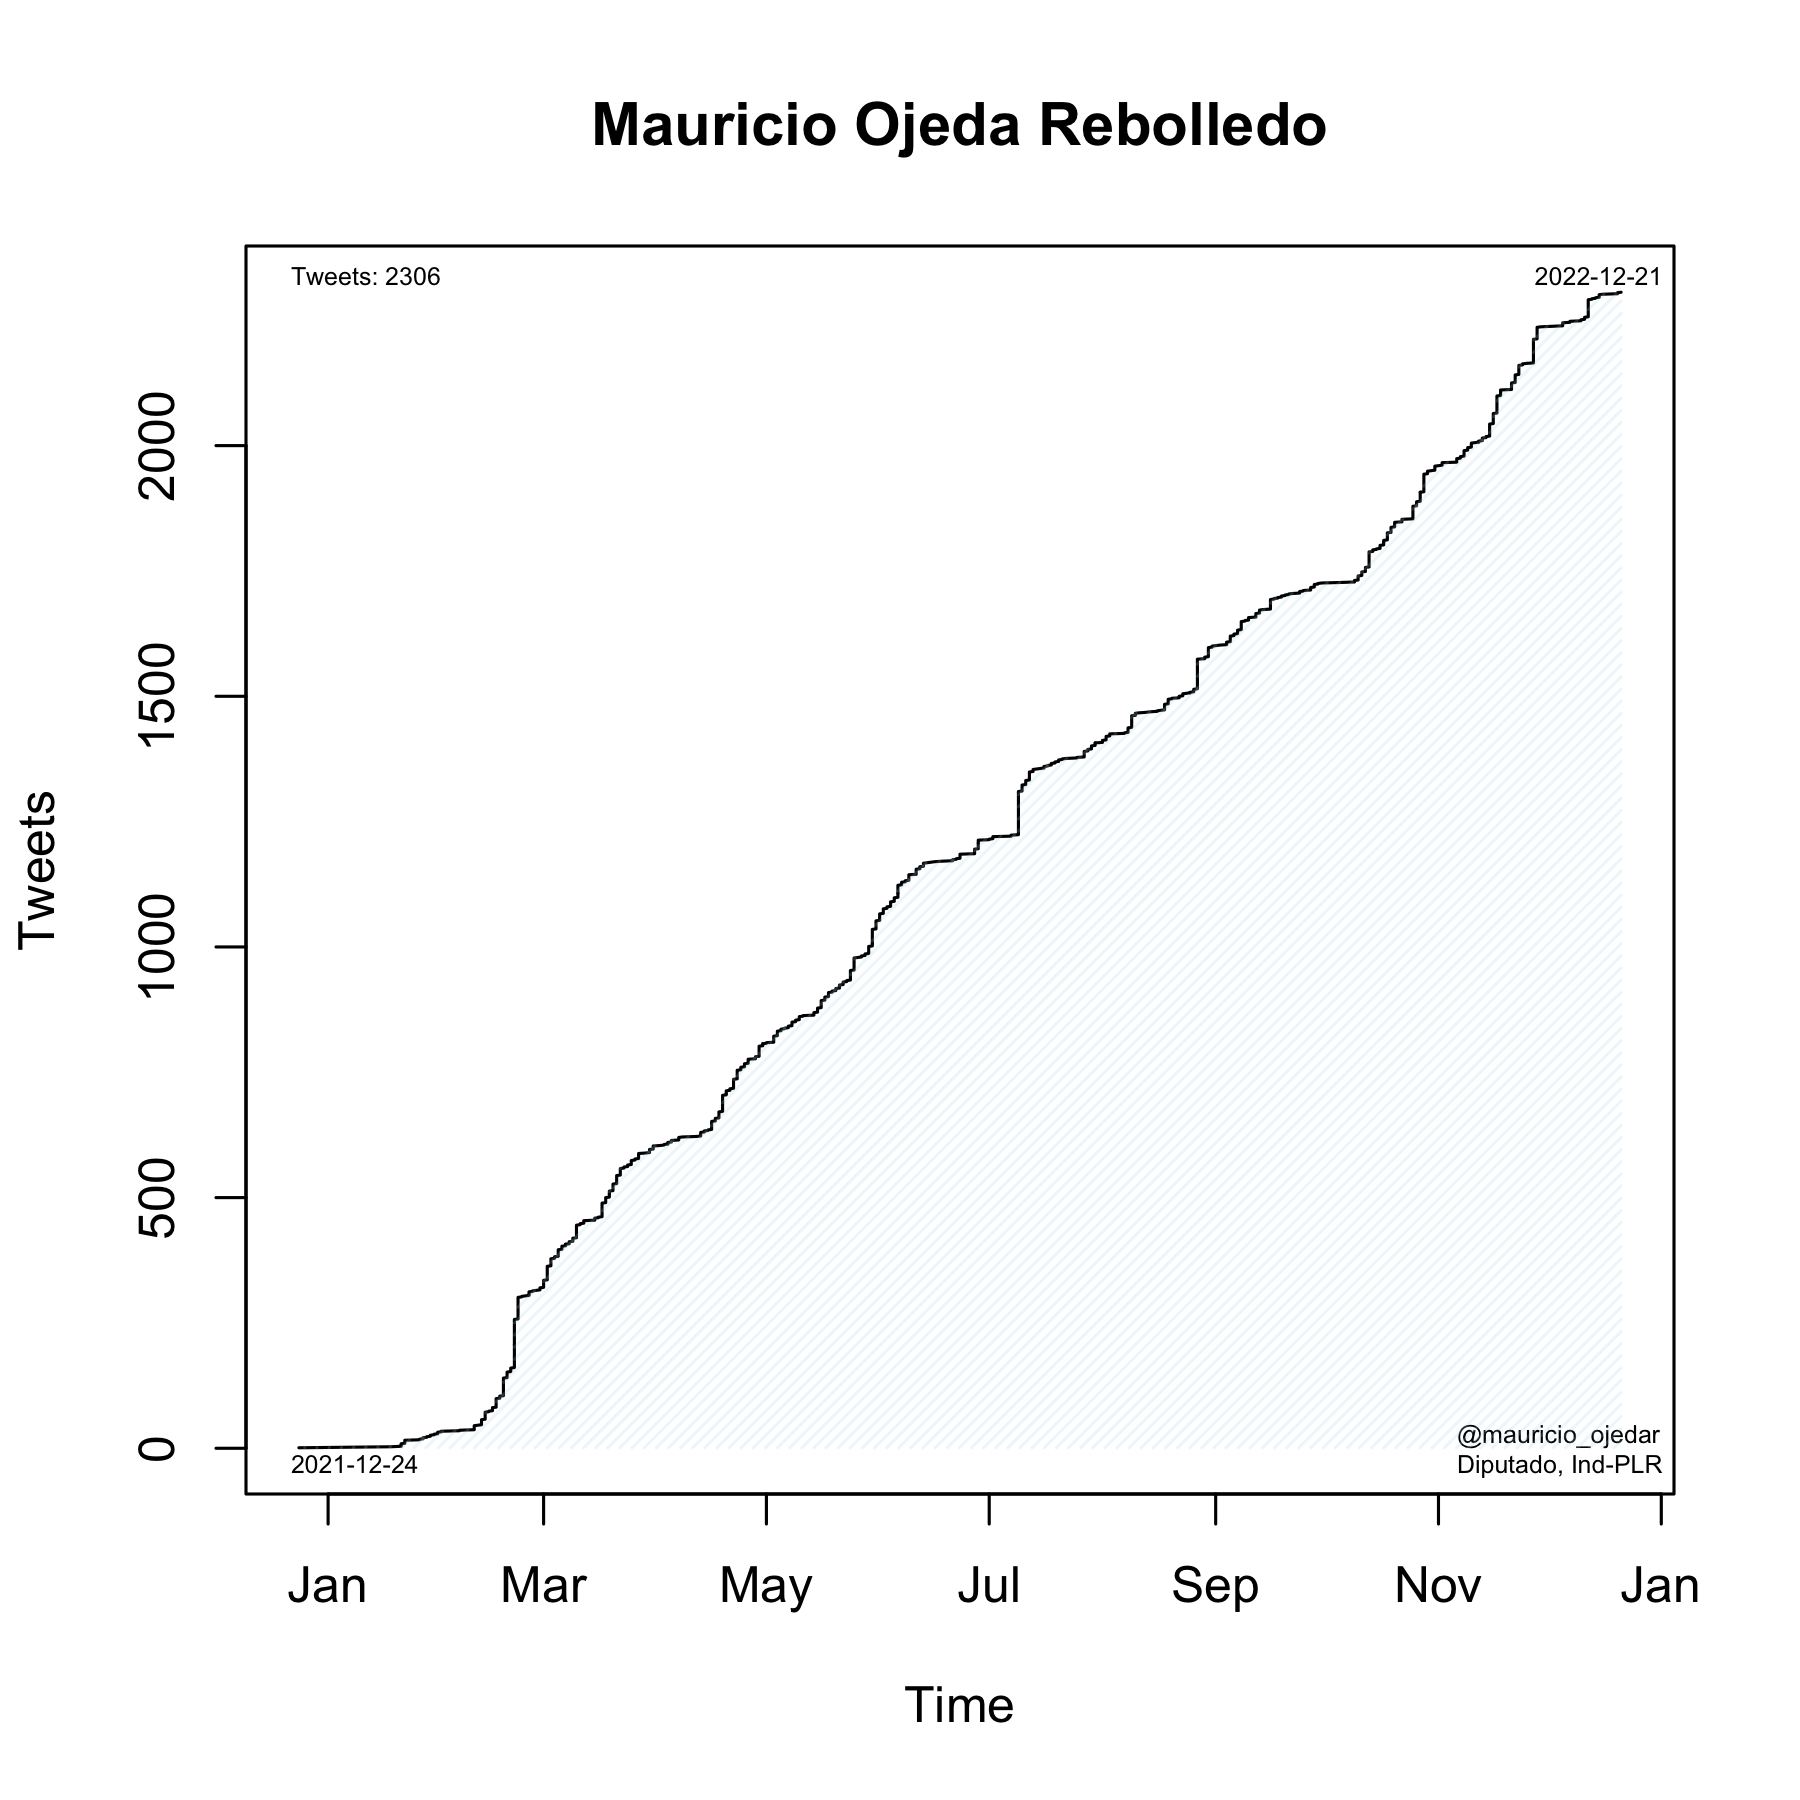 Mauricio Ojeda Rebolledo
Tweets: 2306
2022-12-21
Tweets
2000
1500
1000
500
0
2021-12-24
@mauricio_ojedar
Diputado, Ind-PLR
Jan Mar May Jul Sep Nov Jan
Time